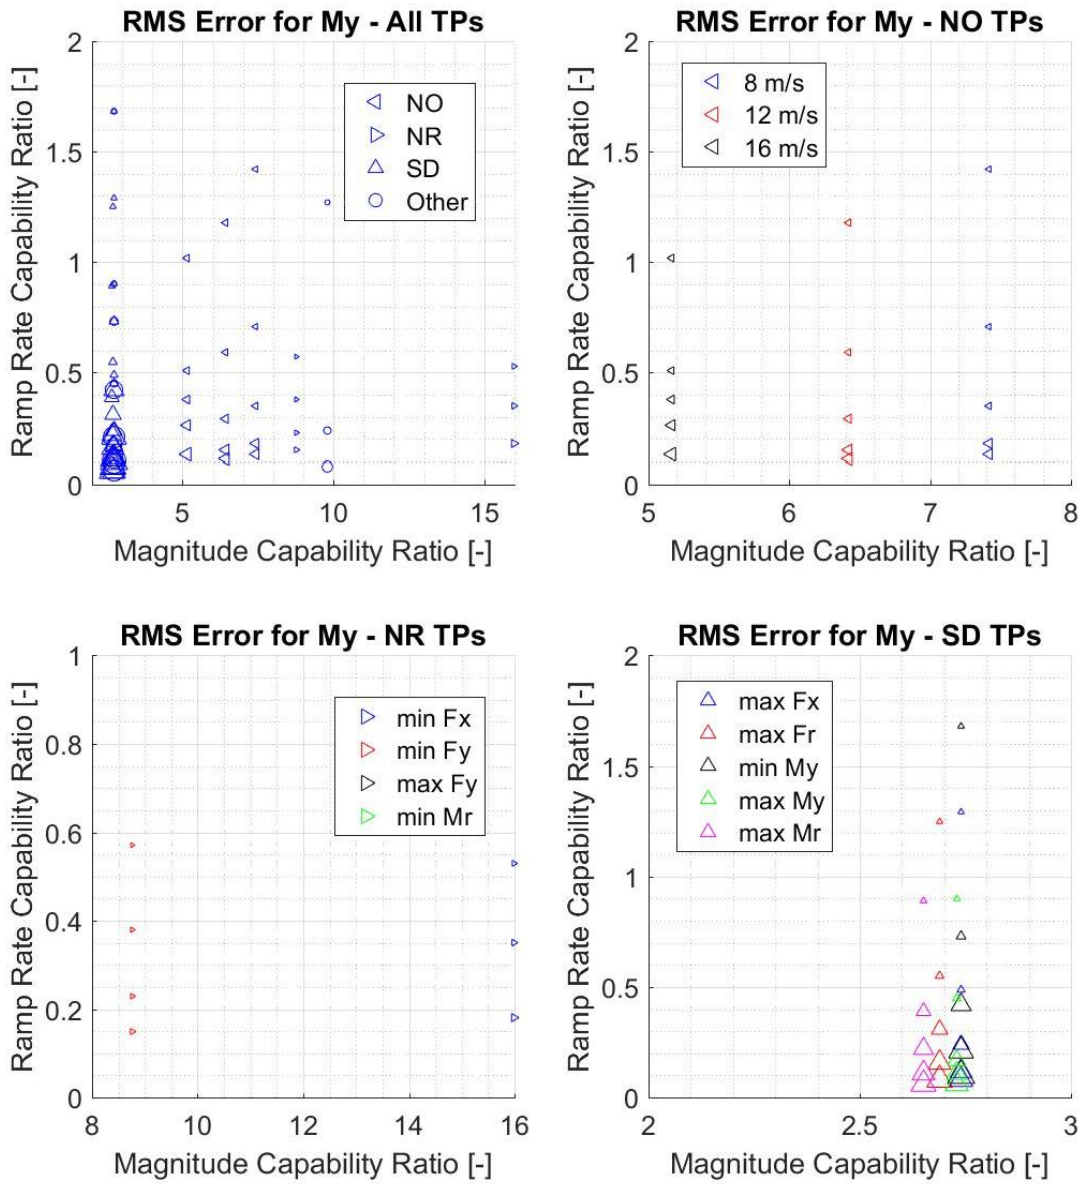 RMS Error for My - All TPs
Ramp Rate Capability Ratio [-]
2
1.5
1
0.5
0
NO
NR
SD
Other
5
10
15
Magnitude Capability Ratio [-]
RMS Error for My - NO TPs
Ramp Rate Capability Ratio [-]
2
1.5
1
0.5
0
8 m/s
12 m/s
16 m/s
5
6
7
8
Magnitude Capability Ratio [-]
RMS Error for My - NR TPs
Ramp Rate Capability Ratio [-]
1
0.8
0.6
0.4
0.2
0
min Fx
min Fy
max Fy
min Mr
8
10
12
14
16
Magnitude Capability Ratio [-]
RMS Error for My - SD TPs
Ramp Rate Capability Ratio [-]
2
1.5
1
0.5
0
max Fx
max Fr
min My
max My
max Mr
2
2.5
3
Magnitude Capability Ratio [-]